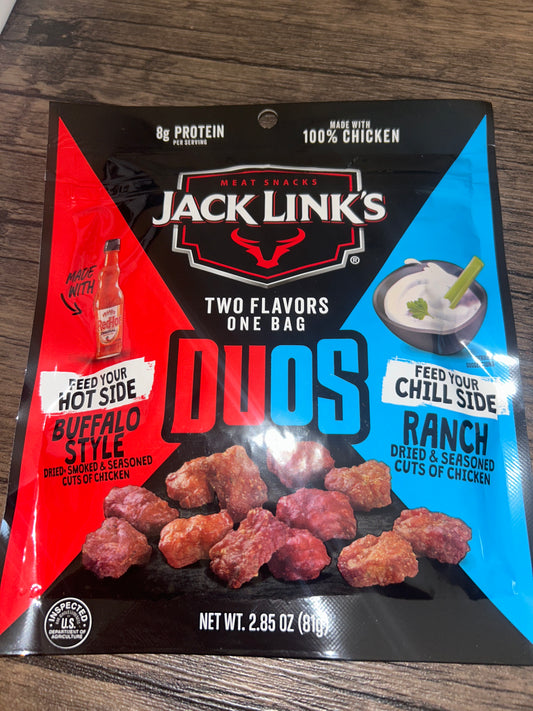 8g PROTEIN
PER SERVING
MADE WITH
100% CHICKEN
MEAT SNACKS
JACK LINK'S
®
TWO FLAVORS
ONE BAG
DUOS
MADE
WITH
RedHot
FEED YOUR
HOT SIDE
BUFFALO
STYLE
DRIED, SMOKED & SEASONED
CUTS OF CHICKEN
FEED YOUR
CHILL SIDE
RANCH
DRIED & SEASONED
CUTS OF CHICKEN
INSPECTED
U.S.
DEPARTMENT OF
AGRICULTURE
NET WT. 2.85 OZ (81g)